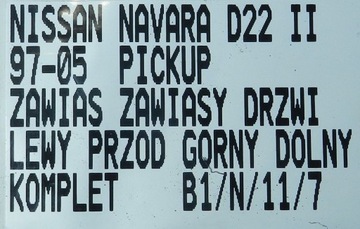 NISSAN NAVARA D22 II
97-05 PICKUP
ZAWIAS ZAWIASY DRZWI
LEWY PRZOD GORNY DOLNY
KOMPLET B1/N/11/7